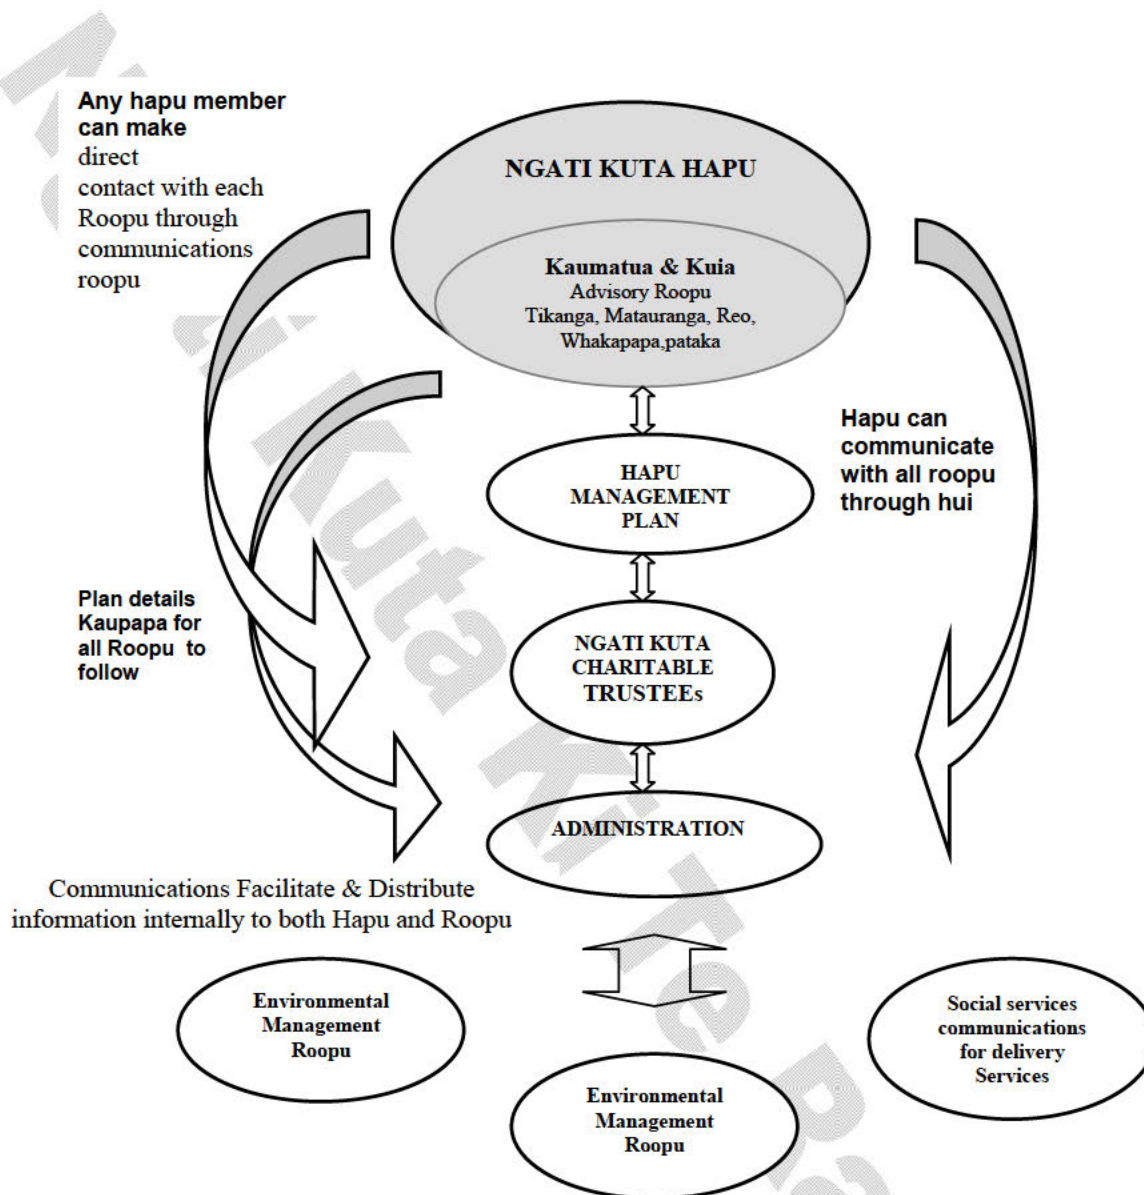 Any hapu member
can make
direct
contact with each
Roopu through
communications
roopu
NGATI KUTA HAPU
Kaumatua & Kuia
Advisory Roopu
Tikanga, Matauranga, Reo,
Whakapapa,pataka
HAPU
MANAGEMENT
PLAN
Hapu can
communicate
with all roopu
through hui
Plan details
Kaupapa for
all Roopu to
follow
NGATI KUTA
CHARITABLE
TRUSTEEs
ADMINISTRATION
Communications Facilitate & Distribute
information internally to both Hapu and Roopu
Environmental
Management
Roopu
Environmental
Management
Roopu
Social services
communications
for delivery
Services
Kuta Ki Te